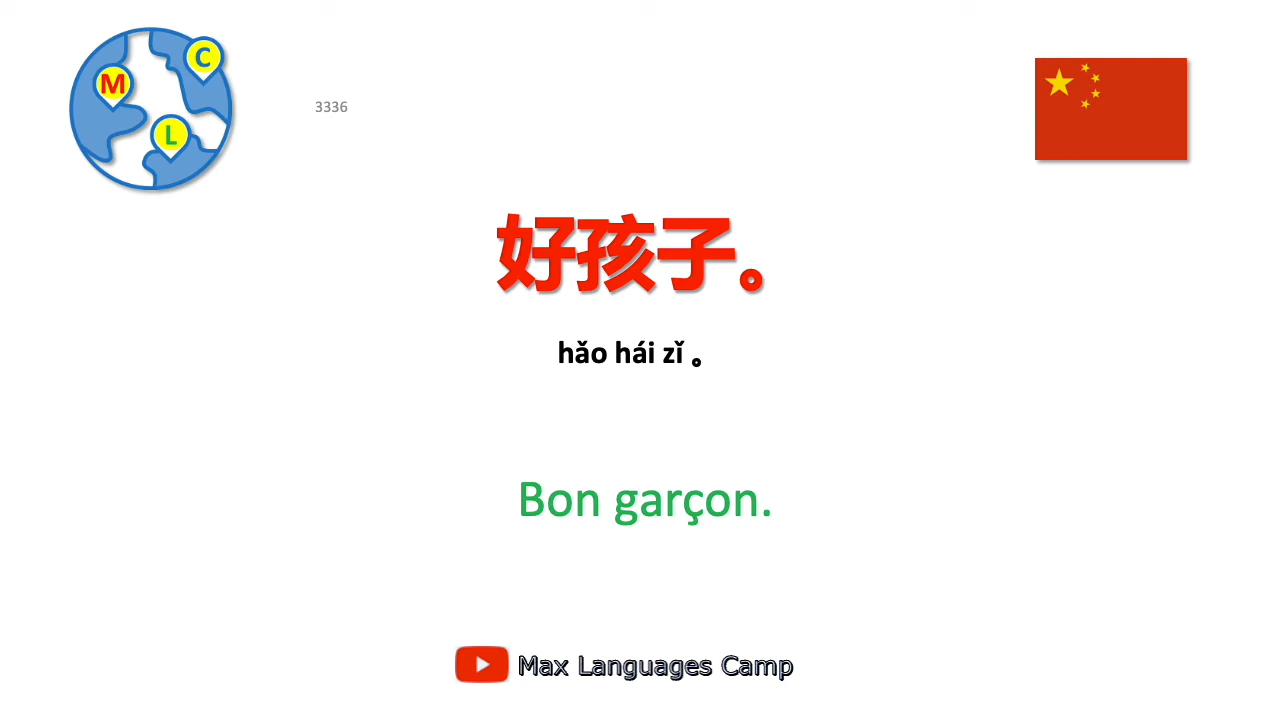 C
M
L
3336
好孩子。
hǎo hái zǐ 。
Bon garçon.
Max Languages Camp